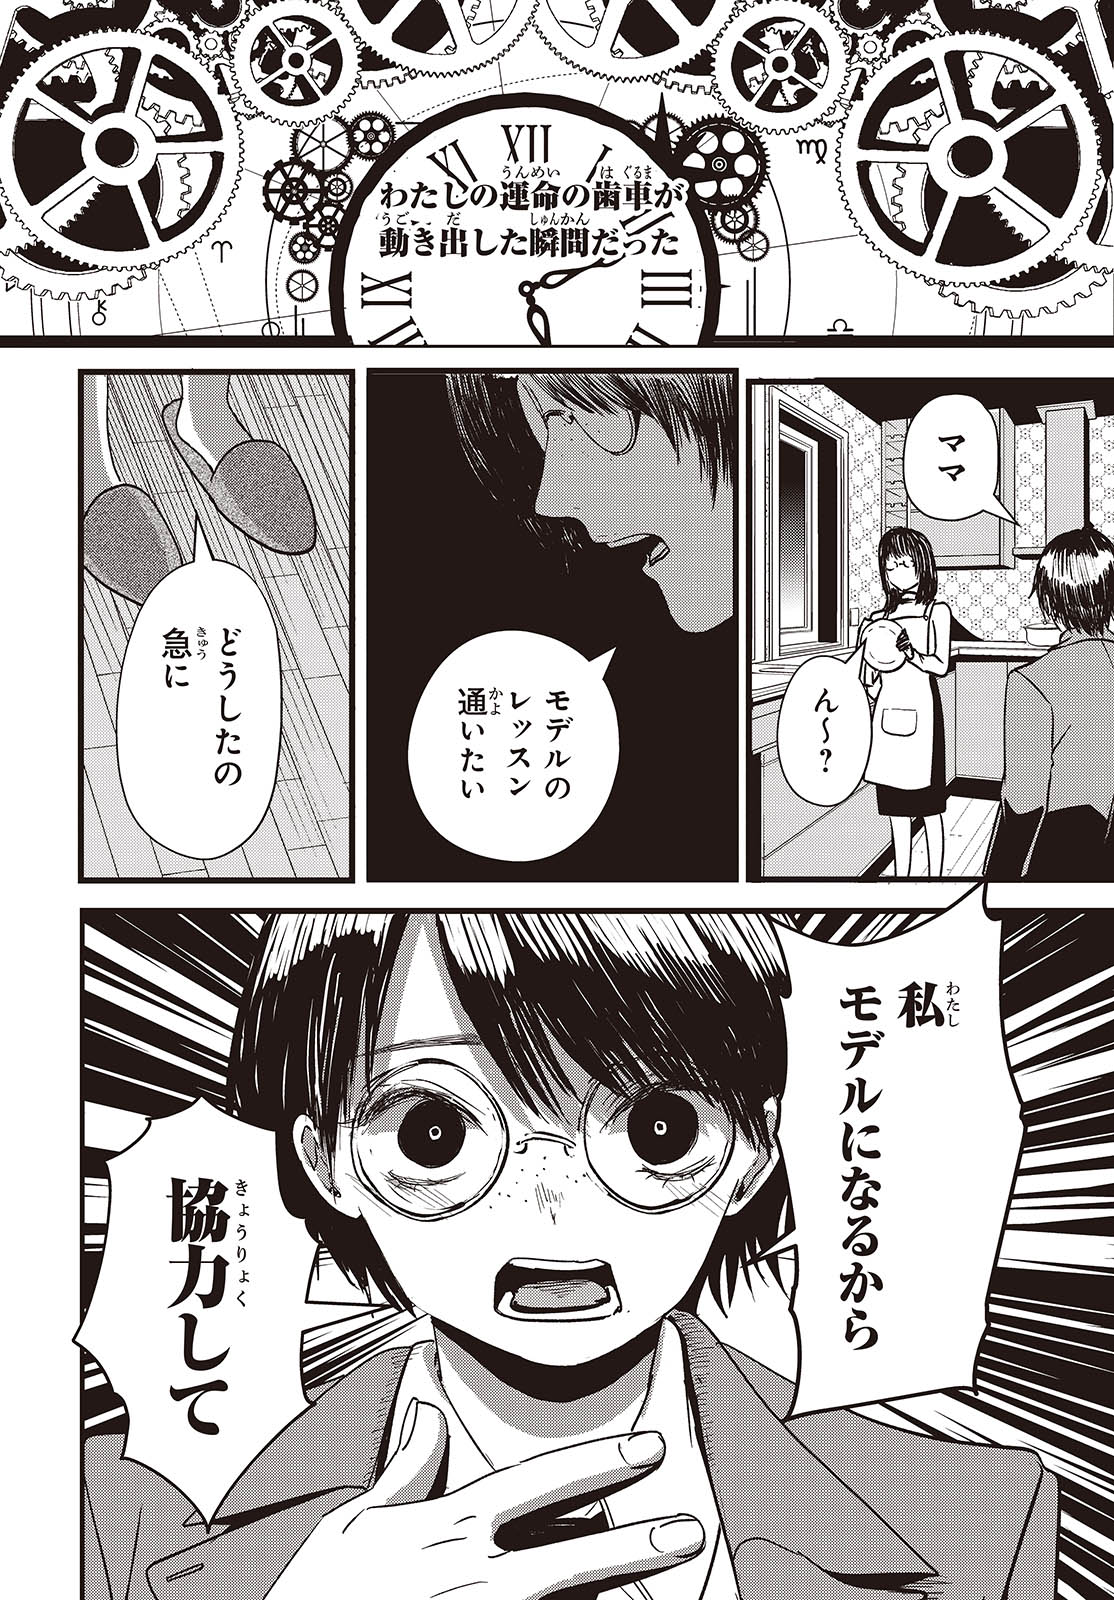 わたしの運命の歯車が
動き出した瞬間だった
ママ
ん〜?
モデルの
レッスン
通いたい
どうしたの
急に
私
モデルになるから
協力して